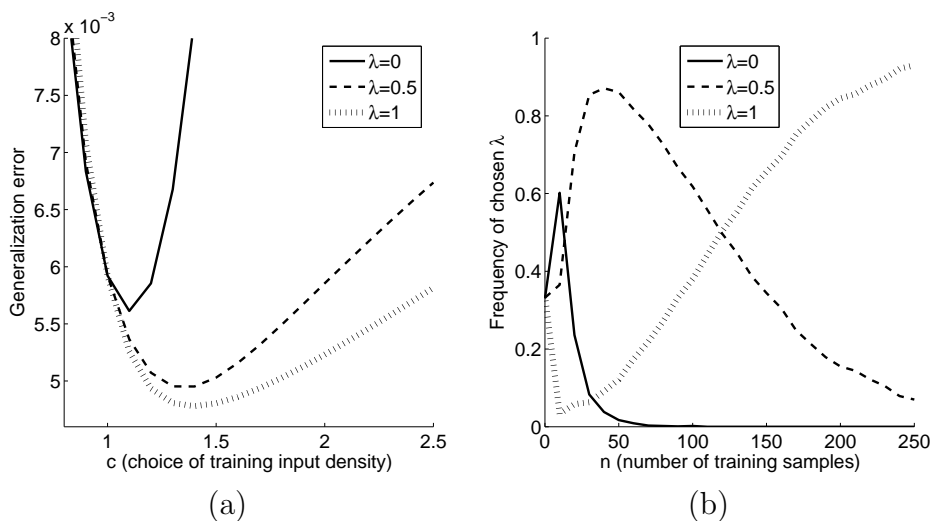 x 10⁻³
8
7.5
7
6.5
6
5.5
5
Generalization error
λ=0
λ=0.5
λ=1
1 1.5 2 2.5
c (choice of training input density)
(a)
1
0.8
0.6
0.4
0.2
0
Frequency of chosen λ
λ=0
λ=0.5
λ=1
0 50 100 150 200 250
n (number of training samples)
(b)